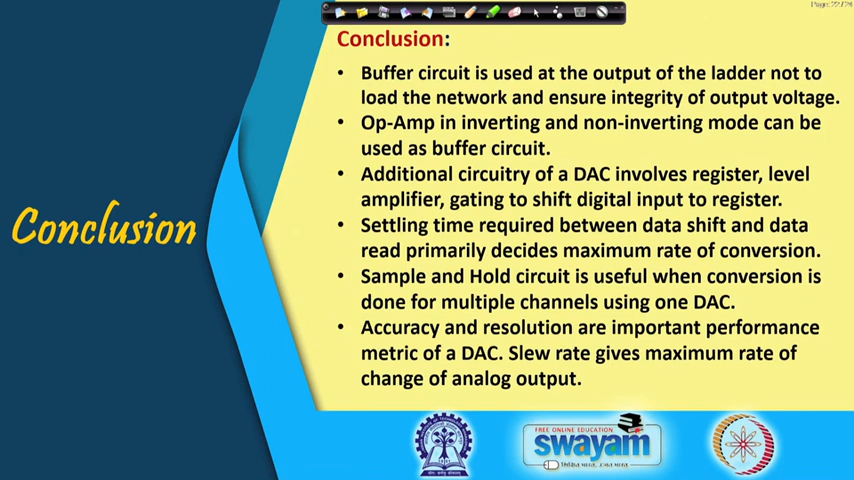 Page: 22/24
Conclusion:
• Buffer circuit is used at the output of the ladder not to
load the network and ensure integrity of output voltage.
• Op-Amp in inverting and non-inverting mode can be
used as buffer circuit.
• Additional circuitry of a DAC involves register, level
amplifier, gating to shift digital input to register.
• Settling time required between data shift and data
read primarily decides maximum rate of conversion.
• Sample and Hold circuit is useful when conversion is
done for multiple channels using one DAC.
• Accuracy and resolution are important performance
metric of a DAC. Slew rate gives maximum rate of
change of analog output.
Conclusion
FREE ONLINE EDUCATION
swayam